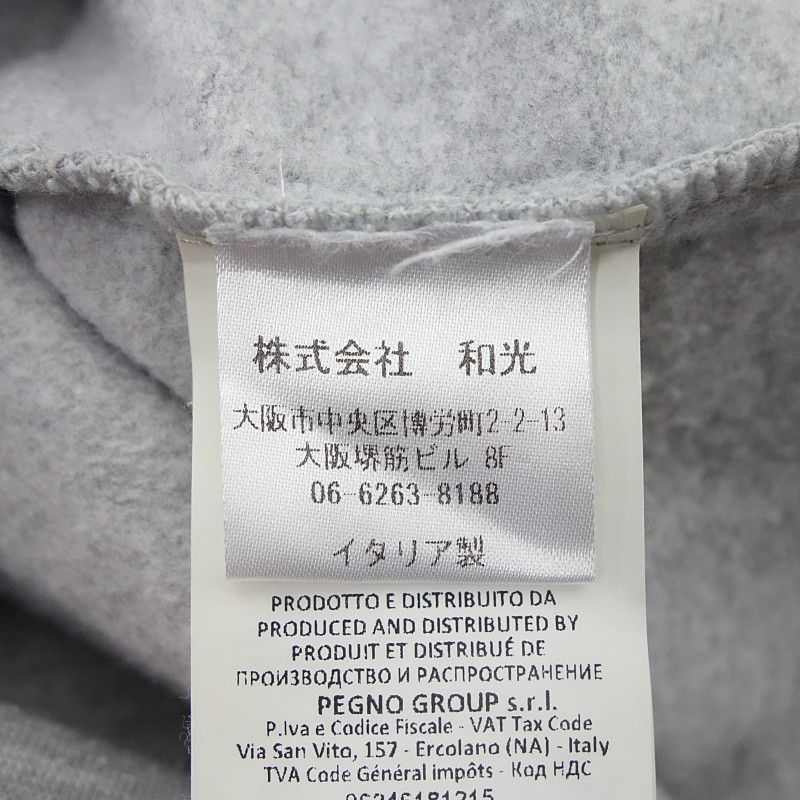 株式会社 和光
大阪市中央区博労町2-2-13
大阪堺筋ビル 8F
06-6263-8188
イタリア製
PRODOTTO E DISTRIBUITO DA
PRODUCED AND DISTRIBUTED BY
PRODUIT ET DISTRIBUÉ DE
ПРОИЗВОДСТВО И РАСПРОСТРАНЕНИЕ
PEGNO GROUP s.r.l.
P.Iva e Codice Fiscale - VAT Tax Code
Via San Vito, 157 - Ercolano (NA) - Italy
TVA Code Général impôts - Код НДС